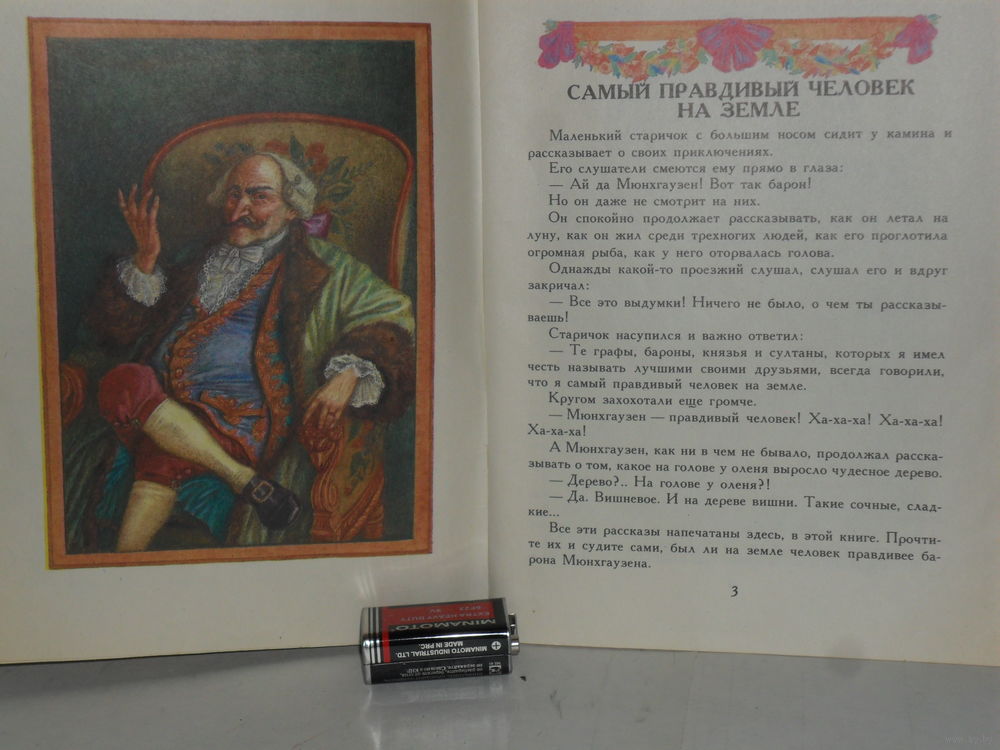 САМЫЙ ПРАВДИВЫЙ ЧЕЛОВЕК
НА ЗЕМЛЕ
Маленький старичок с большим носом сидит у камина и
рассказывает о своих приключениях.
Его слушатели смеются ему прямо в глаза:
— Ай да Мюнхгаузен! Вот так барон!
Но он даже не смотрит на них.
Он спокойно продолжает рассказывать, как он летал на
луну, как он жил среди трехногих людей, как его проглотила
огромная рыба, как у него оторвалась голова.
Однажды какой-то проезжий слушал, слушал его и вдруг
закричал:
— Все это выдумки! Ничего не было, о чем ты рассказы-
ваешь!
Старичок насупился и важно ответил:
— Те графы, бароны, князья и султаны, которых я имел
честь называть лучшими своими друзьями, всегда говорили,
что я самый правдивый человек на земле.
Кругом захохотали еще громче.
— Мюнхгаузен — правдивый человек! Ха-ха-ха! Ха-ха-ха!
Ха-ха-ха!
А Мюнхгаузен, как ни в чем не бывало, продолжал расска-
зывать о том, какое на голове у оленя выросло чудесное дерево.
— Дерево?.. На голове у оленя?!
— Да. Вишневое. И на дереве вишни. Такие сочные, слад-
кие...
Все эти рассказы напечатаны здесь, в этой книге. Прочти-
те их и судите сами, был ли на земле человек правдивее ба-
рона Мюнхгаузена.
3
6F22 9V
EXTRA HEAVY DUTY
MINAMOTO
MINAMOTO INDUSTRIAL LTD.
MADE IN PRC.